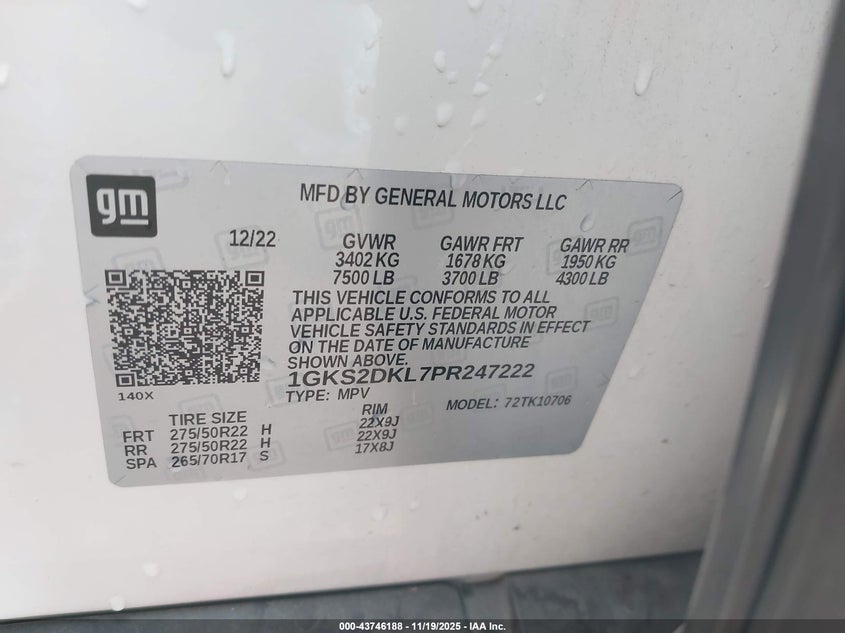 gm
MFD BY GENERAL MOTORS LLC
12/22 GVWR GAWR FRT GAWR RR
3402 KG 1678 KG 1950 KG
7500 LB 3700 LB 4300 LB
THIS VEHICLE CONFORMS TO ALL
APPLICABLE U.S. FEDERAL MOTOR
VEHICLE SAFETY STANDARDS IN EFFECT
ON THE DATE OF MANUFACTURE
SHOWN ABOVE.
1GKS2DKL7PR247222
TYPE: MPV MODEL: 72TK10706
140X
TIRE SIZE RIM
FRT 275/50R22 H 22X9J
RR 275/50R22 H 22X9J
SPA 265/70R17 S 17X8J
000-43746188 - 11/19/2025 - IAA Inc.